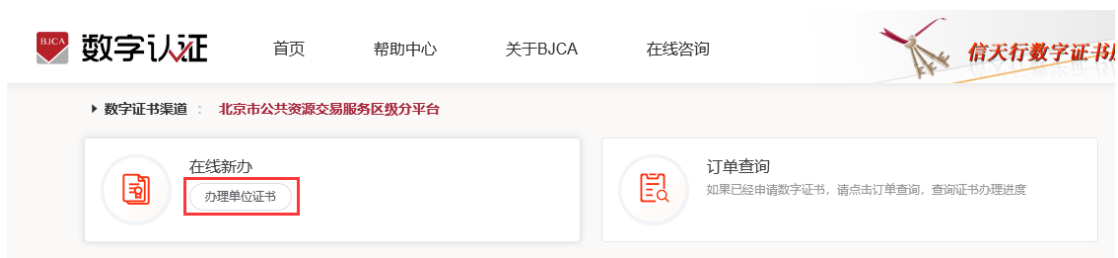 BJCA 数字认证 首页 帮助中心 关于BJCA 在线咨询 信天行数字证书
数字证书渠道 : 北京市公共资源交易服务区级分平台
在线新办
办理单位证书
订单查询
如果已经申请数字证书，请点击订单查询，查询证书办理进度